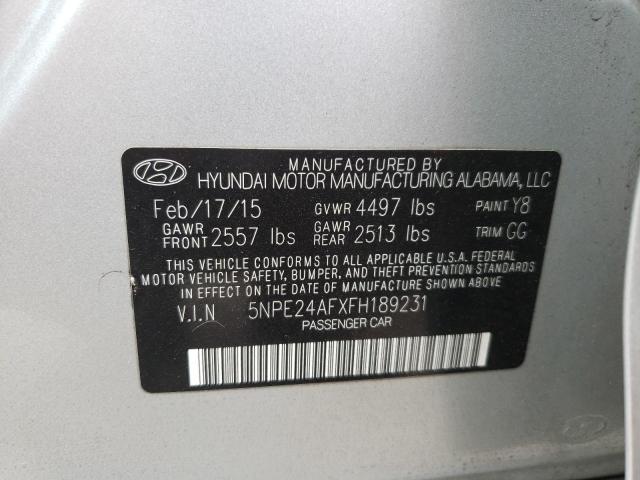 MANUFACTURED BY
HYUNDAI MOTOR MANUFACTURING ALABAMA, LLC
Feb/17/15 GVWR 4497 lbs PAINT Y8
GAWR FRONT 2557 lbs GAWR REAR 2513 lbs TRIM GG
THIS VEHICLE CONFORMS TO ALL APPLICABLE U.S.A. FEDERAL
MOTOR VEHICLE SAFETY, BUMPER, AND THEFT PREVENTION STANDARDS
IN EFFECT ON THE DATE OF MANUFACTURE SHOWN ABOVE.
V.I.N 5NPE24AFXFH189231
PASSENGER CAR